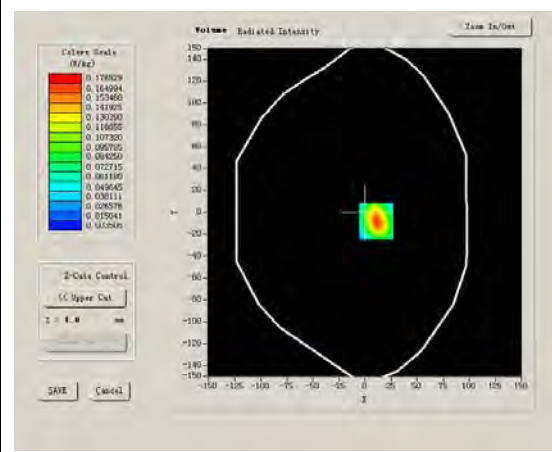 Volume Radiated Intensity
Zoom In/Out
Colors Scale
(W/kg)
0.176529
0.164994
0.153460
0.141925
0.130390
0.118855
0.107320
0.095785
0.084250
0.072715
0.061180
0.049645
0.038111
0.026576
0.015041
150
140
120
100
80
60
40
20
0
-20
-40
-60
-80
-100
-120
-140
-150
Y
-150 -125 -100 -75 -50 -25 0 25 50 75 100 125 150
X
Z-Cuts Control
<< Upper Cut
mm
SAVE
Cancel